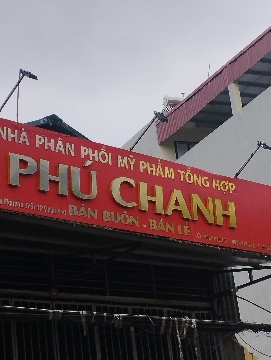 NHÀ PHÂN PHỐI MỸ PHẨM TỔNG HỢP
PHÚ CHANH
BÁN BUÔN - BÁN LẺ